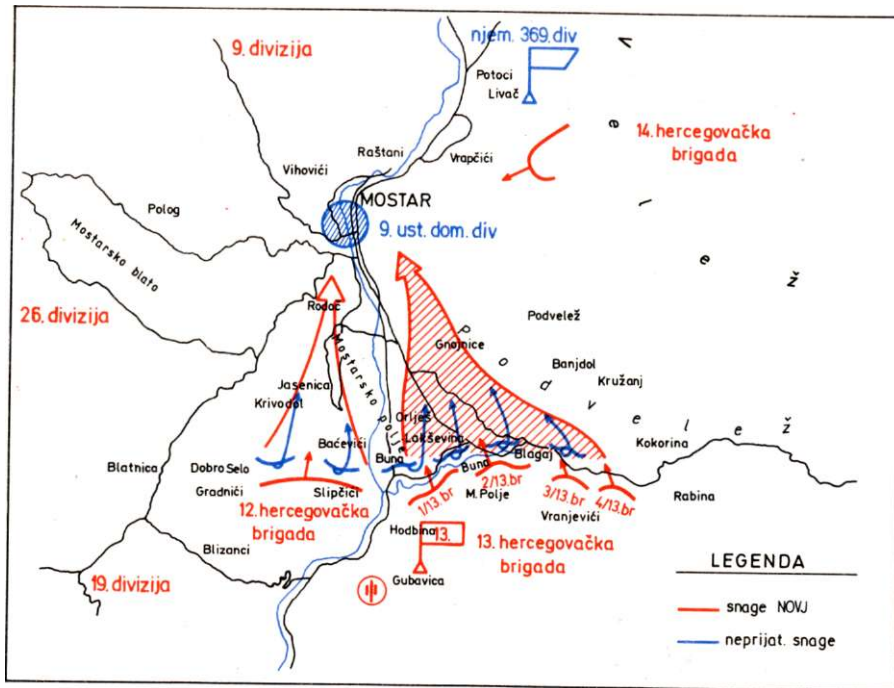 njem. 369. div
9. divizija
Potoci
Livač
14. hercegovačka
brigada
Vrapčići
Raštani
Vihovići
MOSTAR
9. ust. dom. div
Polog
Mostarsko blato
26. divizija
Rodač
Jasenica
Krivodol
Mostarsko polje
Gnojnice
Podvelež
Banjdol
Kružanj
Podvelež
Velež
Kokorina
Rabina
Orlješ
Lakševina
Baćevići
Buna
Buna
Blagaj
Blatnica
Dobro Selo
Gradnići
Slipčići
12. hercegovačka
brigada
1/13.br
2/13.br
3/13.br
4/13.br
M. Polje
Vranjevići
Hodbina
13.
13. hercegovačka
brigada
Gubavica
Blizanci
19. divizija
LEGENDA
snage NOVJ
neprijat. snage